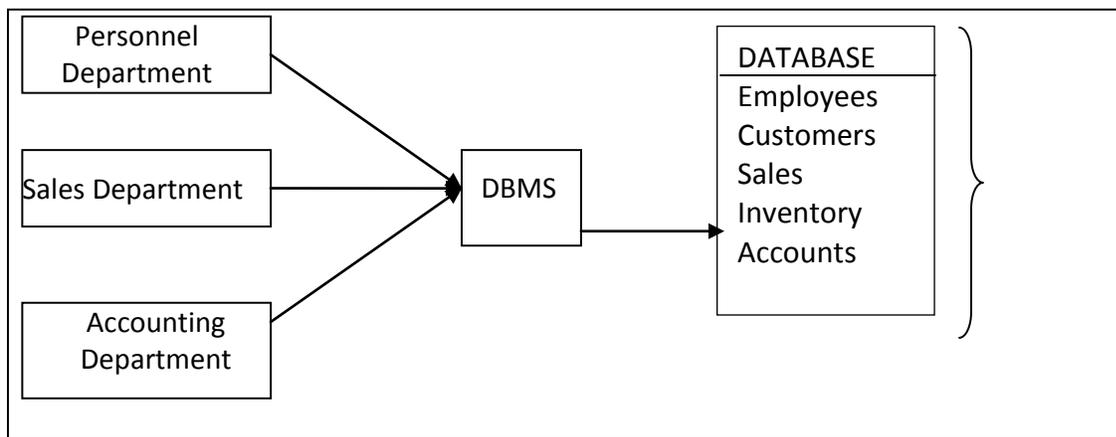 Personnel
Department
Sales Department
Accounting
Department
DBMS
DATABASE
Employees
Customers
Sales
Inventory
Accounts